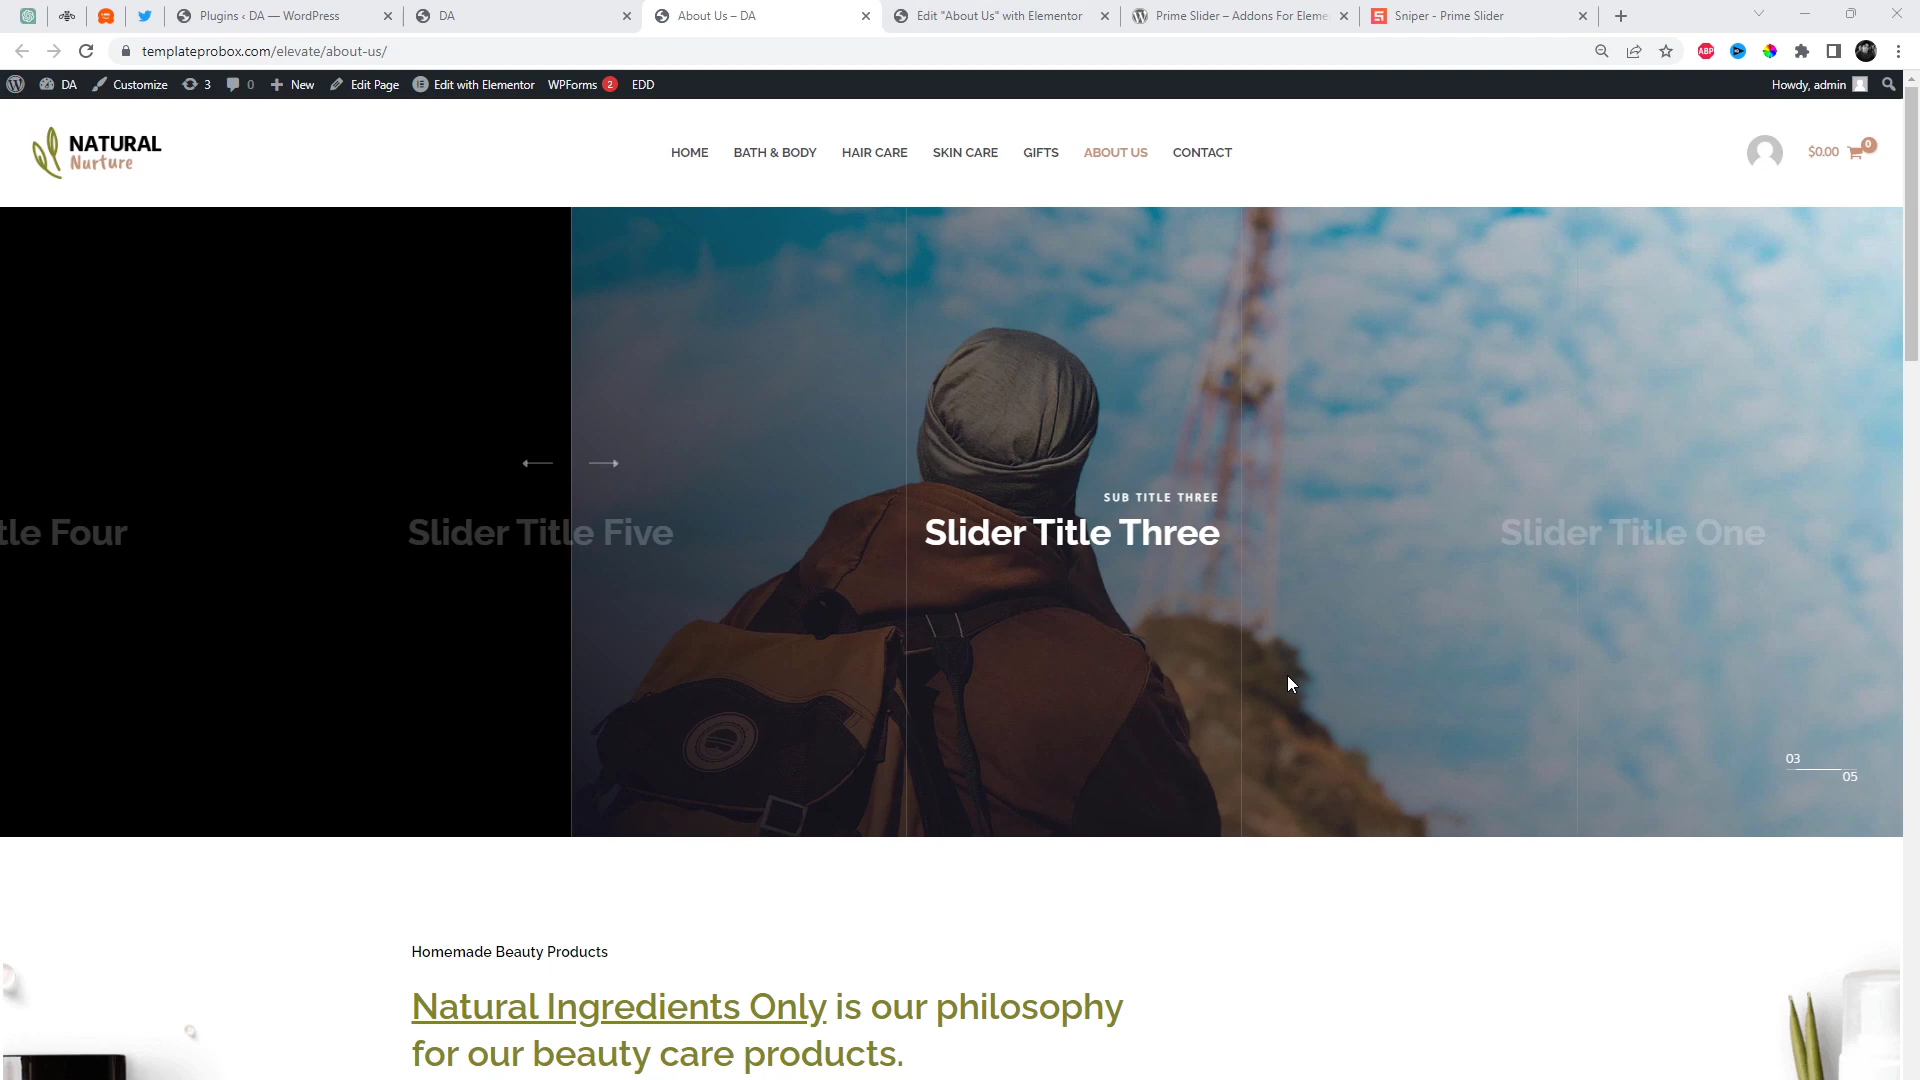 Plugins ‹ DA — WordPress
DA
About Us – DA
Edit "About Us" with Elementor
Prime Slider – Addons For Eleme
Sniper - Prime Slider
templateprobox.com/elevate/about-us/
ABP
DA
Customize
3
0
New
Edit Page
Edit with Elementor
WPForms 2
EDD
Howdy, admin
NATURAL
Nurture
HOME
BATH & BODY
HAIR CARE
SKIN CARE
GIFTS
ABOUT US
CONTACT
$0.00
0
SUB TITLE THREE
tle Four
Slider Title Five
Slider Title Three
Slider Title One
03
05
Homemade Beauty Products
Natural Ingredients Only is our philosophy
for our beauty care products.